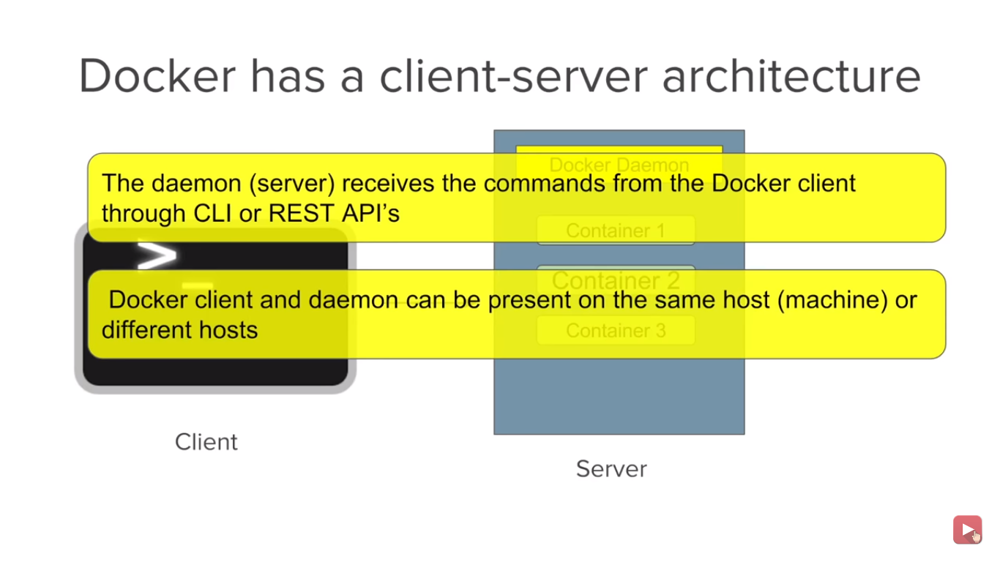 Docker has a client-server architecture
Docker Daemon
The daemon (server) receives the commands from the Docker client
through CLI or REST API’s
Container 1
>_
Container 2
Docker client and daemon can be present on the same host (machine) or
different hosts
Container 3
Client
Server